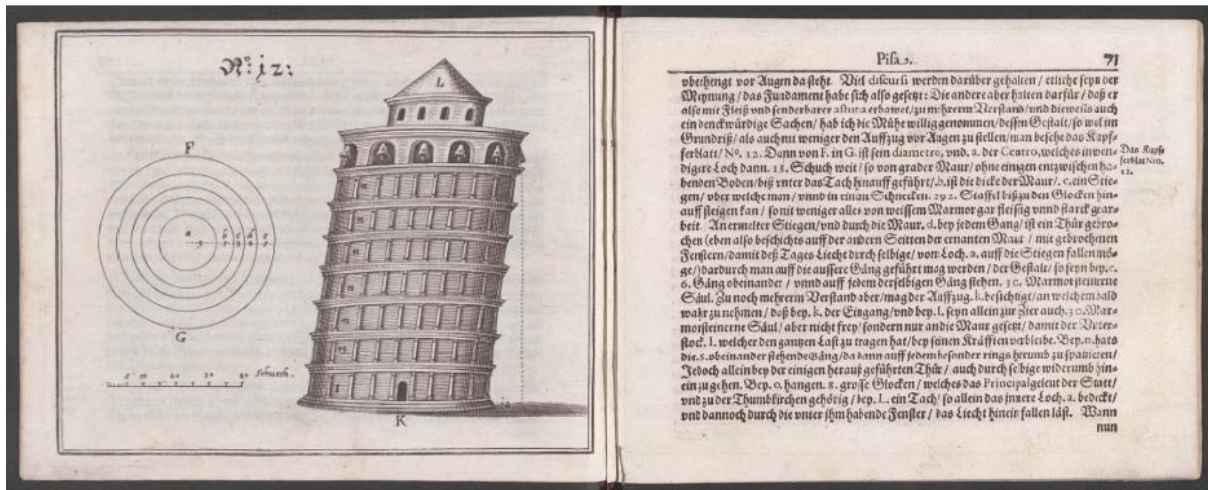 No: 12:
L
F
a
G
Schuech.
K
Pisa.
71
vberhengt vor Augen da steht. Viel discursi werden darüber gehalten / etliche seyn der
Meynung / das Fundament habe sich also gesetzt: Die andere aber halten darfür / daß er
also mit Fleiß vnd sonderbarer astutia erbawet / zu mehrerm Verstand / vnd dieweils auch
ein denckwürdige Sachen / hab ich die Mühe willig genommen / dessen Gestalt / so wol im
Grundriß / als auch nit weniger den Auffzug vor Augen zu stellen / man besehe das Kupf-
ferblatt / No. 12. Dann von F. in G. ist sein diametro, vnd. a. der Centro, welches inwen-
digere Loch dann. 13. Schuch weit / so von grader Maur / ohne einigen entzwischen ha-
benden Boden / biß vnter das Tach hinauff geführt / .b. ist die dicke der Maur / . c. ein Stie-
gen / vber welche man / vnnd in einan Schnecken. 292. Staffel biß zu den Glocken hin-
auff steigen kan / so nit weniger alles von weissem Marmor gar fleissig vnnd starck gear-
beit. An ermelter Stiegen / vnd durch die Maur. d. bey jedem Gang / ist ein Thür gebro-
chen (eben also beschichts auff der andern Seitten der ernanten Maur / mit gebrochnen
Fenstern / damit deß Tages Liecht durch selbige / vom Loch. a. auff die Stiegen fallen mö-
ge /) dardurch man auff die aussere Gäng geführt mag werden / der Gestalt / so seyn bey. e.
6. Gäng obeinander / vnnd auff jedem derselbigen Gäng stehen. 30. Marmorsteinerne
Säul. Zu noch mehrerm Verstand aber / mag der Auffzug. k. besichtigt / an welchem bald
wahr zu nehmen / daß bey. k. der Eingang / vnd bey. l. seyn allein zur Zier auch. 30. Mar-
morsteinerne Säul / aber nicht frey / sondern nur an die Maur gesetzt / damit der Vnter-
stock. l. welcher den gantzen Last zu tragen hat / bey seinen Kräfften verbleibe. Bey. n. hats
die. 5. obeinander stehende Gäng / da dann auff jedem besonder rings herumb zu spatzieren /
Jedoch allein bey der einigen herauß geführten Thür / auch durch selbige widerumb hin-
ein zu gehen. Bey. o. hangen. 8. grosse Glocken / welches das Principal geleut der Statt /
vnd zu der Thumbkirchen gehörig / bey. L. ein Tach / so allein das innere Loch. a. bedeckt /
vnd dannoch durch die vnter jhm habende Fenster / das Liecht hinein fallen läst. Wann
nun
Das Kupf-
ferblat Nro.
12.